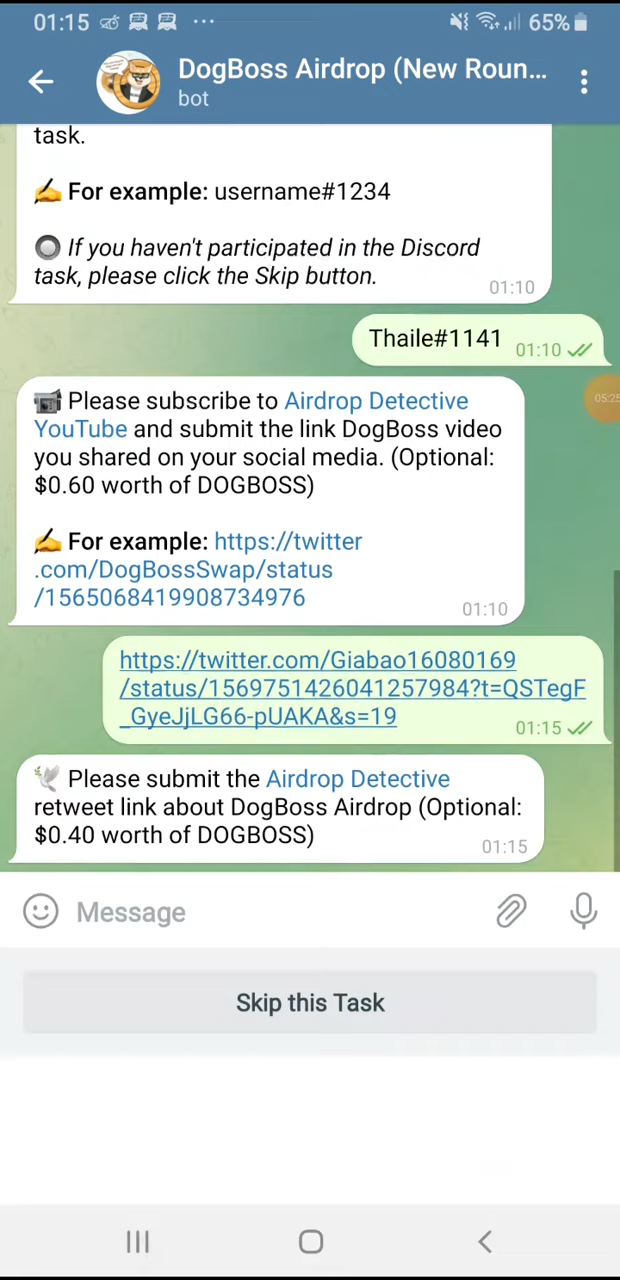 01:15
65%
DogBoss Airdrop (New Roun...
bot
task.
For example: username#1234
If you haven't participated in the Discord
task, please click the Skip button.
01:10
Thaile#1141
01:10
Please subscribe to Airdrop Detective
YouTube and submit the link DogBoss video
you shared on your social media. (Optional:
$0.60 worth of DOGBOSS)
For example: https://twitter
.com/DogBossSwap/status
/1565068419908734976
01:10
05:25
https://twitter.com/Giabao16080169
/status/1569751426041257984?t=QSTegF
_GyeJjLG66-pUAKA&s=19
01:15
Please submit the Airdrop Detective
retweet link about DogBoss Airdrop (Optional:
$0.40 worth of DOGBOSS)
01:15
Message
Skip this Task